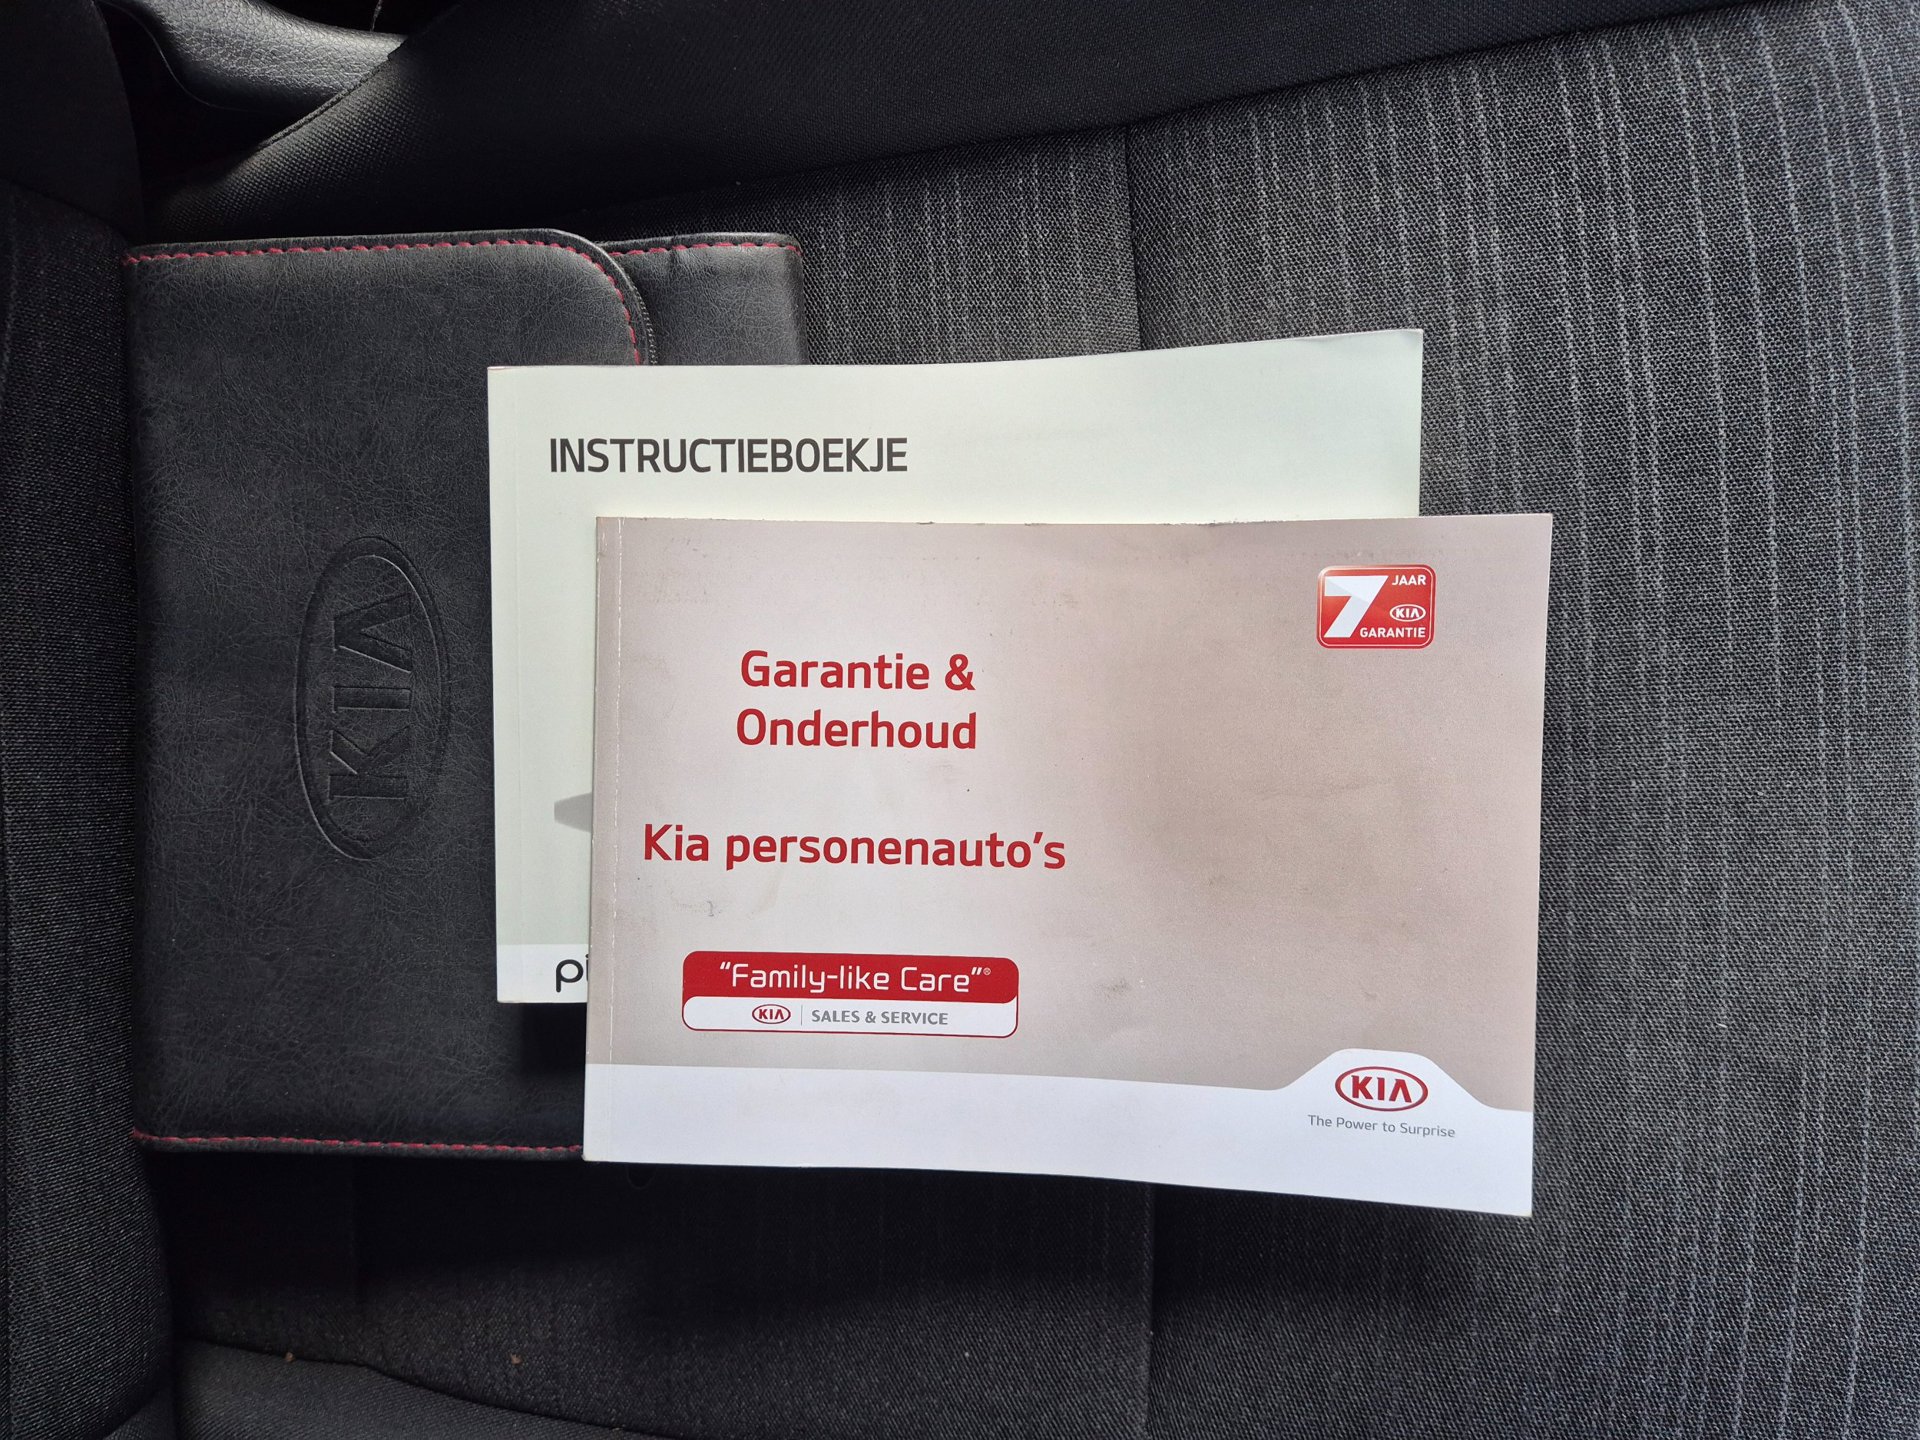 INSTRUCTIEBOEKJE
KIA
7 JAAR
KIA
GARANTIE
Garantie &
Onderhoud
Kia personenauto's
"Family-like Care"®
KIA | SALES & SERVICE
KIA
The Power to Surprise